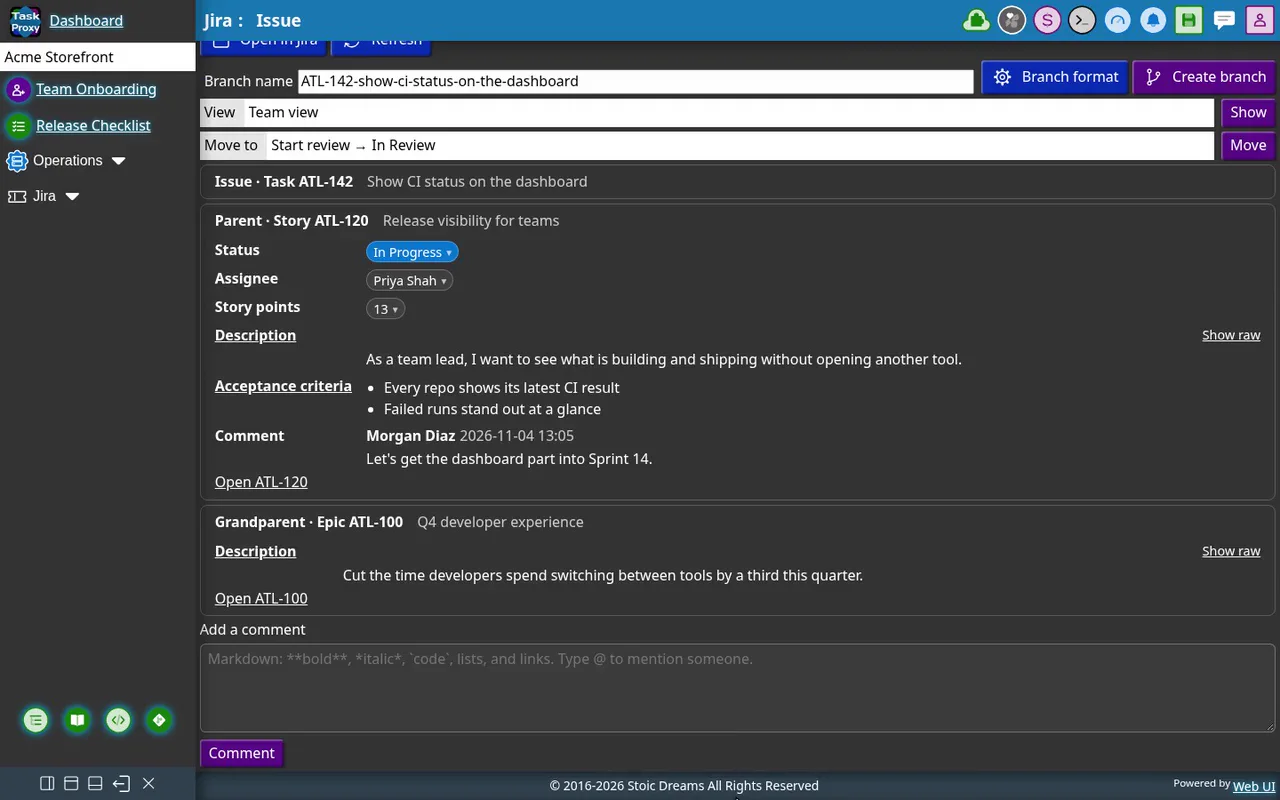 Task Proxy
Dashboard
Jira : Issue
S
Acme Storefront
Open in Jira
Refresh
Team Onboarding
Branch name
ATL-142-show-ci-status-on-the-dashboard
Branch format
Create branch
View
Team view
Show
Release Checklist
Move to
Start review → In Review
Move
Operations
Issue · Task ATL-142 Show CI status on the dashboard
Jira
Parent · Story ATL-120 Release visibility for teams
Status
In Progress
Assignee
Priya Shah
Story points
13
Description
Show raw
As a team lead, I want to see what is building and shipping without opening another tool.
Acceptance criteria
• Every repo shows its latest CI result
• Failed runs stand out at a glance
Comment
Morgan Diaz 2026-11-04 13:05
Let's get the dashboard part into Sprint 14.
Open ATL-120
Grandparent · Epic ATL-100 Q4 developer experience
Description
Show raw
Cut the time developers spend switching between tools by a third this quarter.
Open ATL-100
Add a comment
Markdown: **bold**, *italic*, `code`, lists, and links. Type @ to mention someone.
Comment
© 2016-2026 Stoic Dreams All Rights Reserved
Powered by Web UI